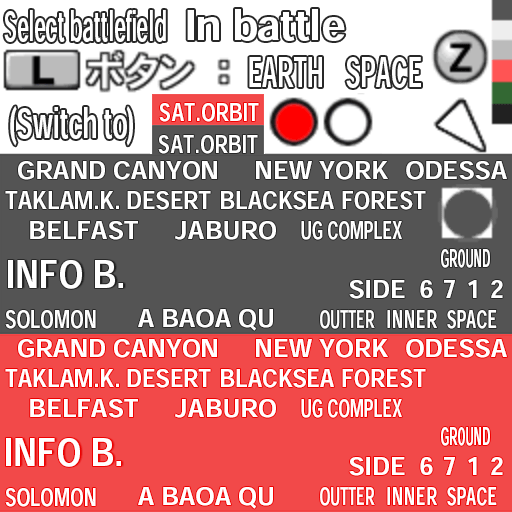 Select battlefield In battle
L ボタン : EARTH SPACE Z
(Switch to) SAT.ORBIT
SAT.ORBIT
GRAND CANYON NEW YORK ODESSA
TAKLAM.K. DESERT BLACKSEA FOREST
BELFAST JABURO UG COMPLEX
GROUND
INFO B.
SIDE 6 7 1 2
SOLOMON A BAOA QU OUTTER INNER SPACE
GRAND CANYON NEW YORK ODESSA
TAKLAM.K. DESERT BLACKSEA FOREST
BELFAST JABURO UG COMPLEX
GROUND
INFO B.
SIDE 6 7 1 2
SOLOMON A BAOA QU OUTTER INNER SPACE